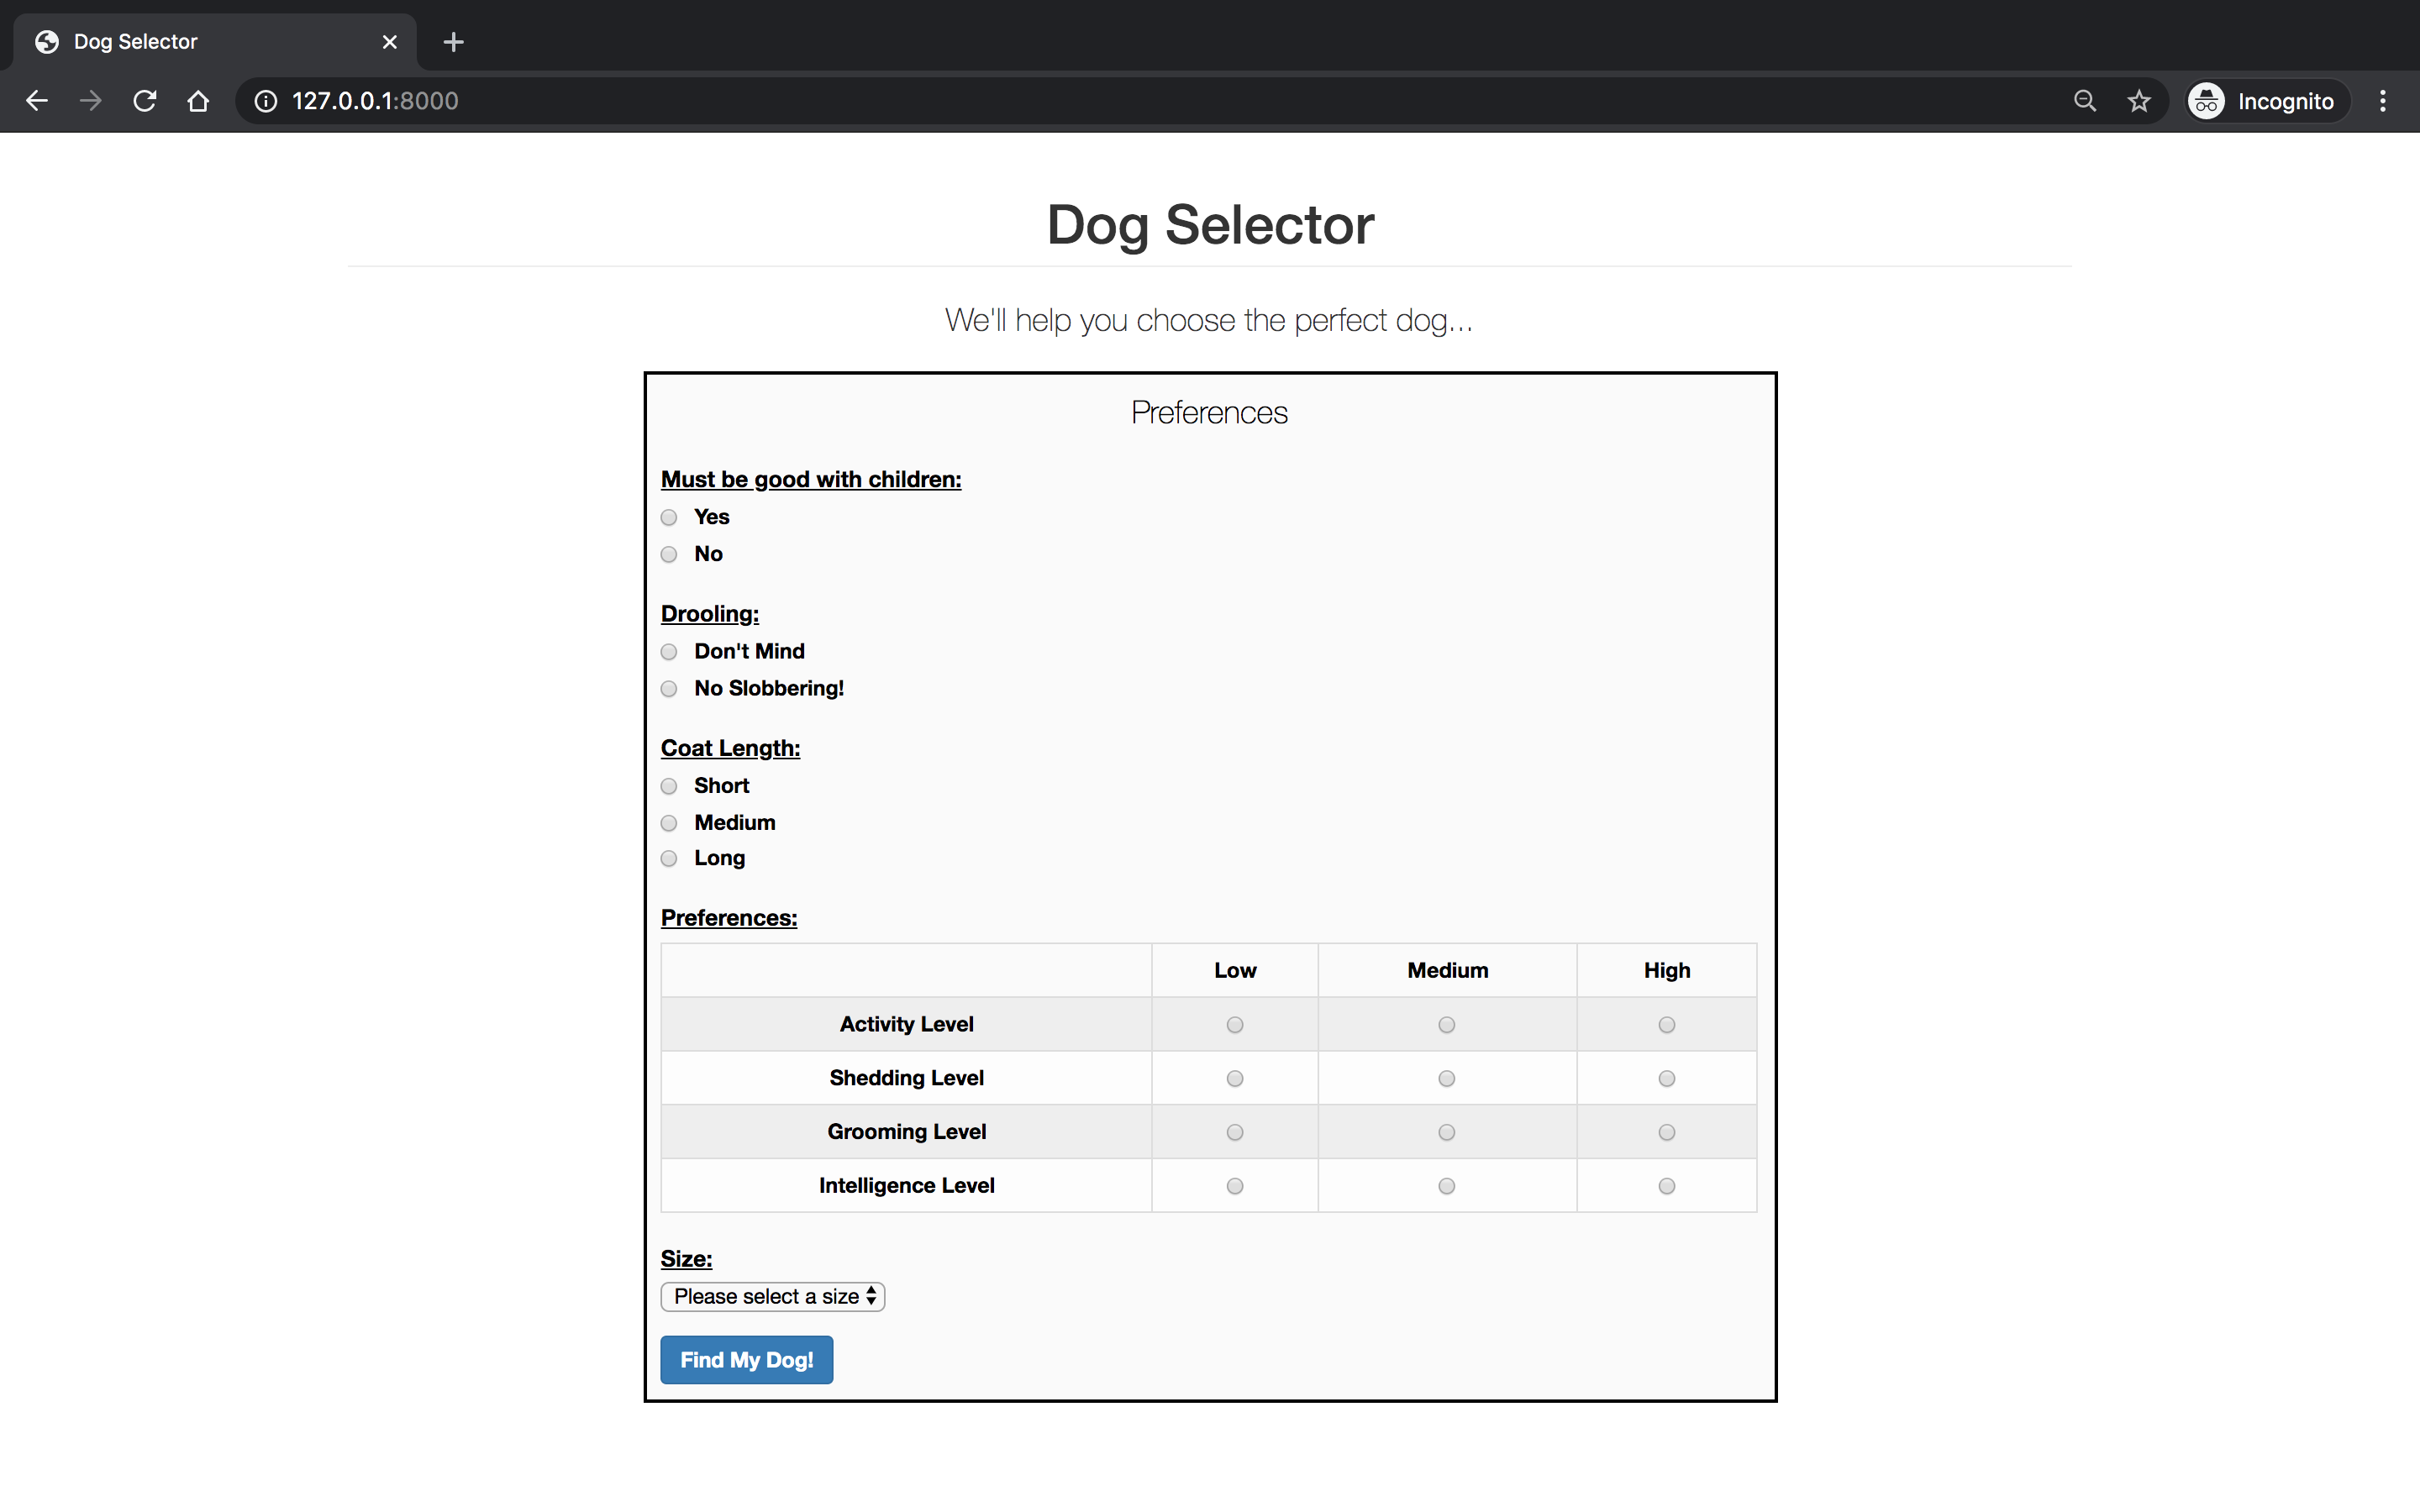 Dog Selector
127.0.0.1:8000
Incognito
Dog Selector
We'll help you choose the perfect dog...
Preferences
Must be good with children:
Yes
No
Drooling:
Don't Mind
No Slobbering!
Coat Length:
Short
Medium
Long
Preferences:
Low Medium High
Activity Level
Shedding Level
Grooming Level
Intelligence Level
Size:
Please select a size
Find My Dog!